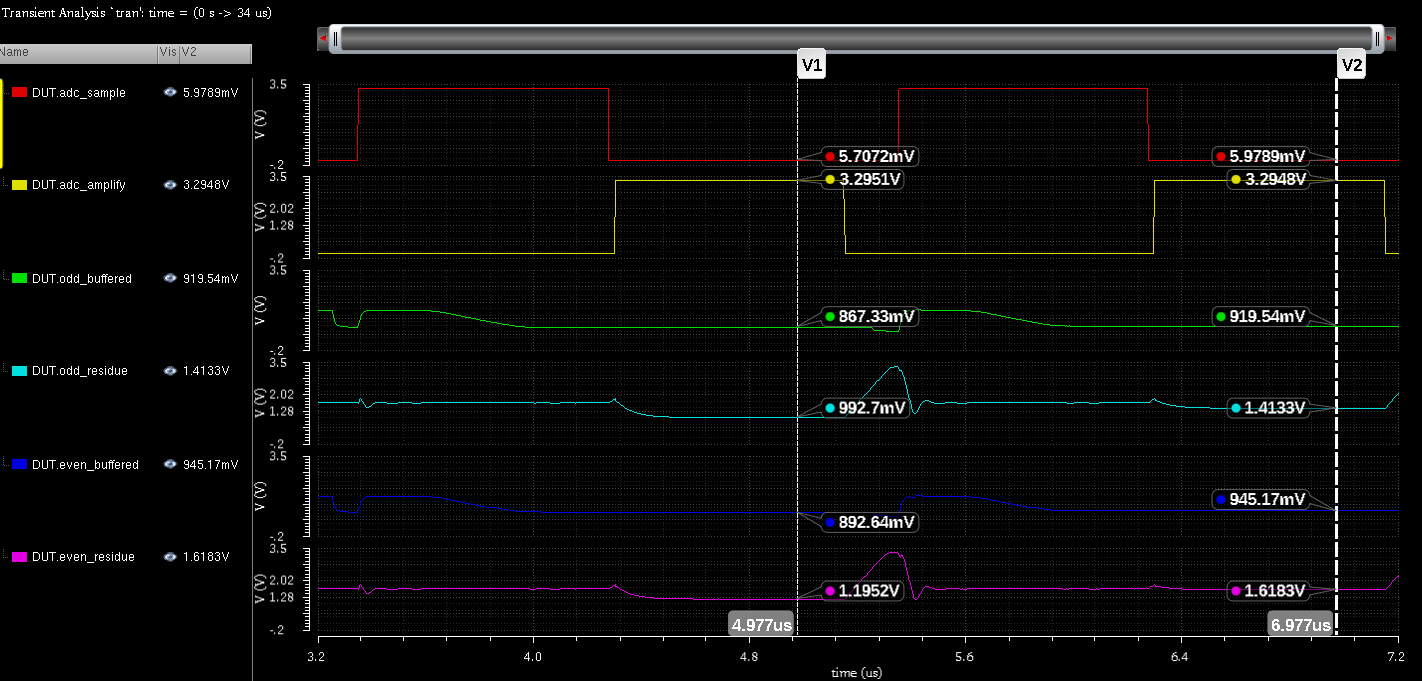 Transient Analysis `tran': time = (0 s -> 34 us)
Name Vis V2
V1 V2
DUT.adc_sample 5.9789mV
3.5
V (V)
-.2
5.7072mV 5.9789mV
DUT.adc_amplify 3.2948V
3.5
2.02
V (V)
1.28
-.2
3.2951V 3.2948V
DUT.odd_buffered 919.54mV
3.5
V (V)
-.2
867.33mV 919.54mV
DUT.odd_residue 1.4133V
3.5
2.02
V (V)
1.28
-.2
992.7mV 1.4133V
DUT.even_buffered 945.17mV
3.5
V (V)
-.2
892.64mV 945.17mV
DUT.even_residue 1.6183V
3.5
2.02
V (V)
1.28
-.2
1.1952V 1.6183V
4.977us 6.977us
3.2 4.0 4.8 5.6 6.4 7.2
time (us)